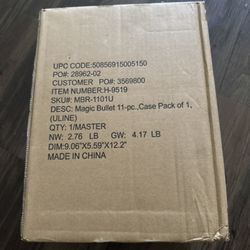 UPC CODE:50856915005150
PO#: 28962-02
CUSTOMER    PO#: 3569800
ITEM NUMBER:H-9519
SKU#: MBR-1101U
DESC: Magic Bullet 11-pc.,Case Pack of 1,
(ULINE)
QTY: 1/MASTER
NW: 2.76 LB    GW: 4.17 LB
DIM:9.06"X5.59"X12.2"
MADE IN CHINA